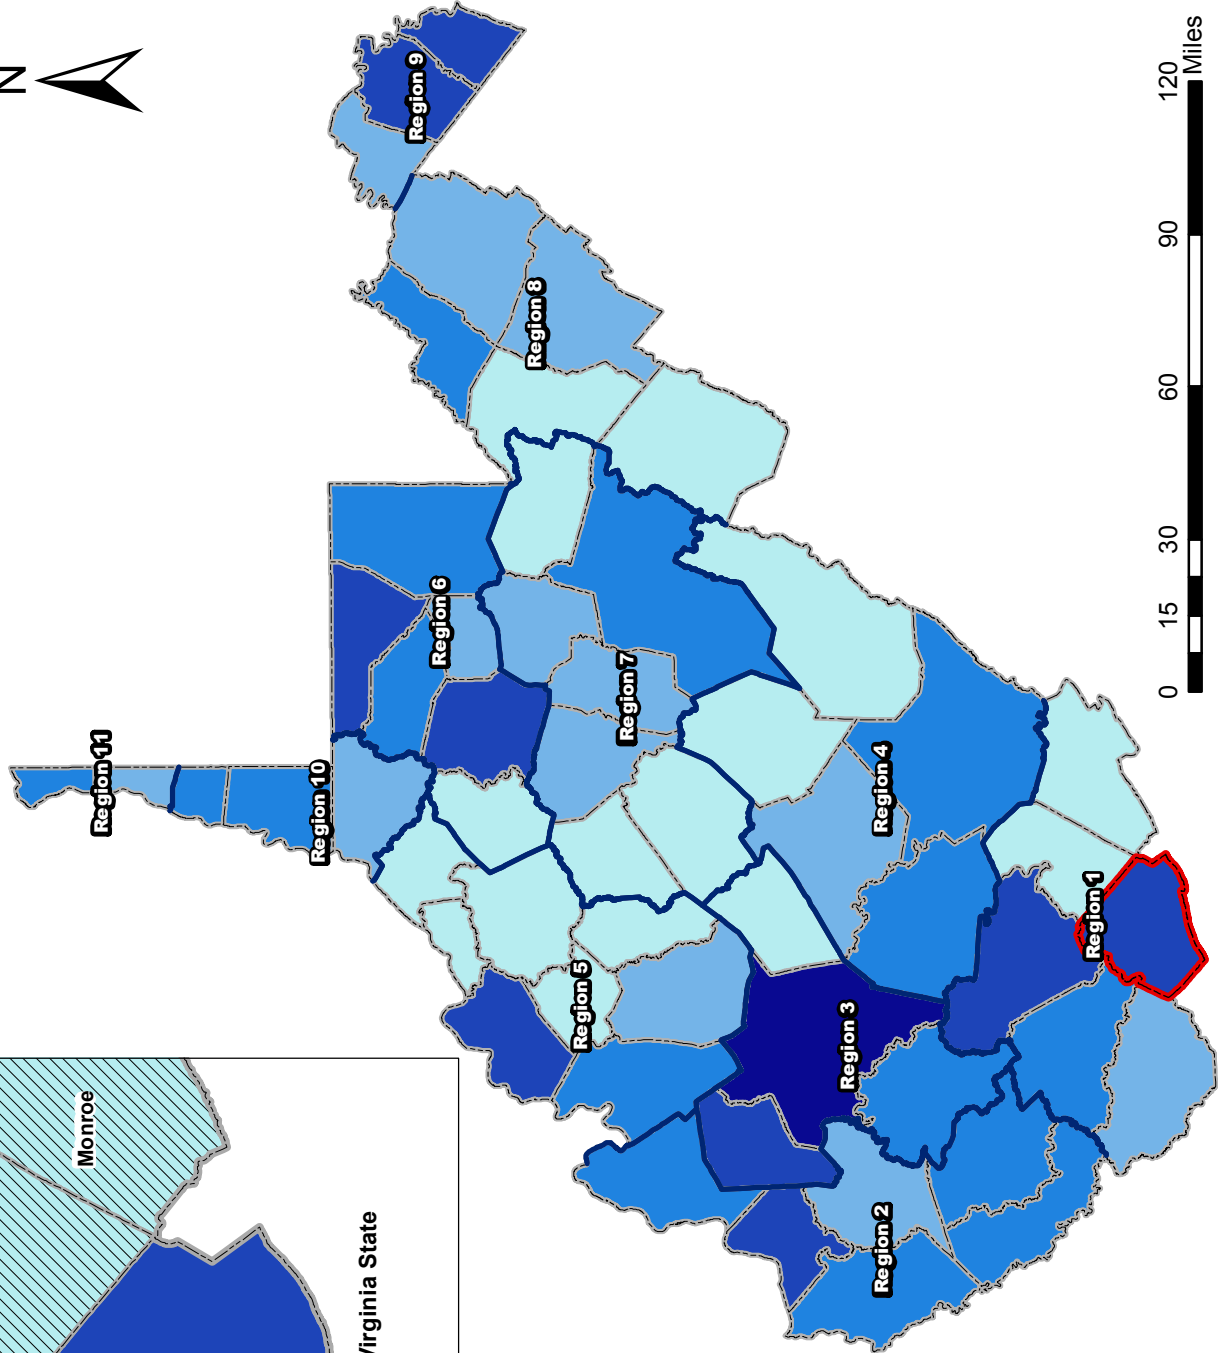 N
Region 9
Region 8
Region 6
Region 7
Region 11
Region 10
Region 4
Region 5
Region 3
Region 1
Region 2
Monroe
Virginia State
0 15 30 60 90 120
Miles